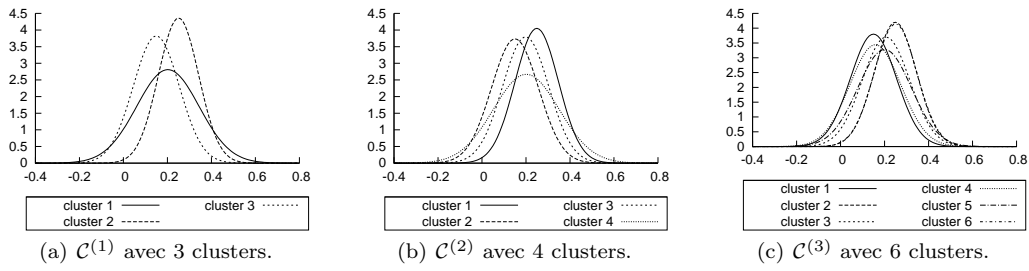 4.5
4
3.5
3
2.5
2
1.5
1
0.5
0
-0.4 -0.2 0 0.2 0.4 0.6 0.8
cluster 1
cluster 2
cluster 3
(a) C(1) avec 3 clusters.
4.5
4
3.5
3
2.5
2
1.5
1
0.5
0
-0.4 -0.2 0 0.2 0.4 0.6 0.8
cluster 1
cluster 2
cluster 3
cluster 4
(b) C(2) avec 4 clusters.
4.5
4
3.5
3
2.5
2
1.5
1
0.5
0
-0.4 -0.2 0 0.2 0.4 0.6 0.8
cluster 1
cluster 2
cluster 3
cluster 4
cluster 5
cluster 6
(c) C(3) avec 6 clusters.